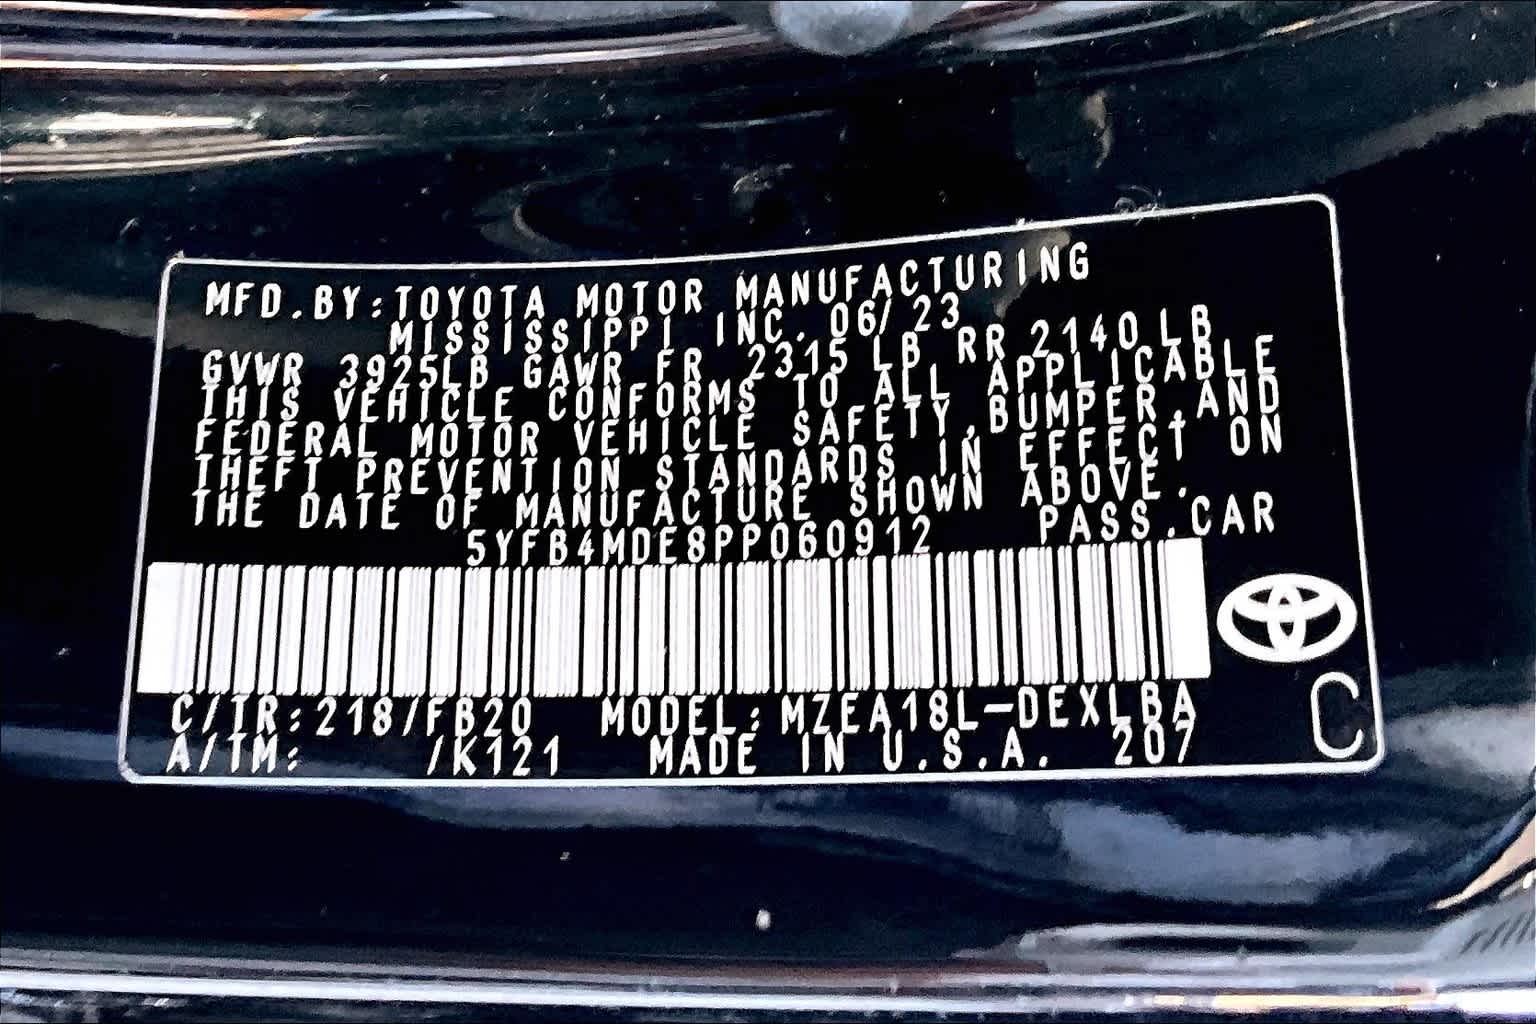 MFD.BY:TOYOTA MOTOR MANUFACTURING
MISSISSIPPI INC. 06/23
GVWR 3925LB GAWR FR 2315 LB RR 2140 LB
THIS VEHICLE CONFORMS TO ALL APPLICABLE
FEDERAL MOTOR VEHICLE SAFETY,BUMPER,AND
THEFT PREVENTION STANDARDS IN EFFECT ON
THE DATE OF MANUFACTURE SHOWN ABOVE.
5YFB4MDE8PP060912 PASS.CAR
C/TR:218/FB20 MODEL:MZEA18L-DEXLBA
A/TM: /K121 MADE IN U.S.A. 207
C